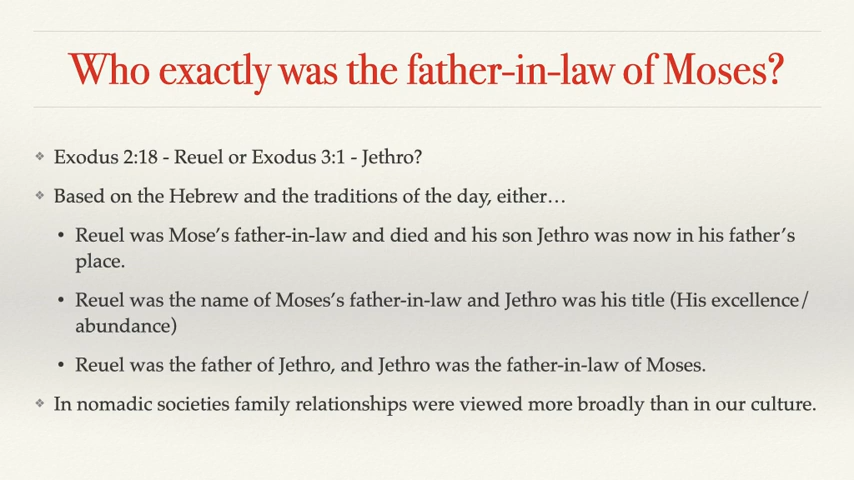 Who exactly was the father-in-law of Moses?
Exodus 2:18 - Reuel or Exodus 3:1 - Jethro?
Based on the Hebrew and the traditions of the day, either…
• Reuel was Mose’s father-in-law and died and his son Jethro was now in his father’s
place.
• Reuel was the name of Moses’s father-in-law and Jethro was his title (His excellence/
abundance)
• Reuel was the father of Jethro, and Jethro was the father-in-law of Moses.
In nomadic societies family relationships were viewed more broadly than in our culture.